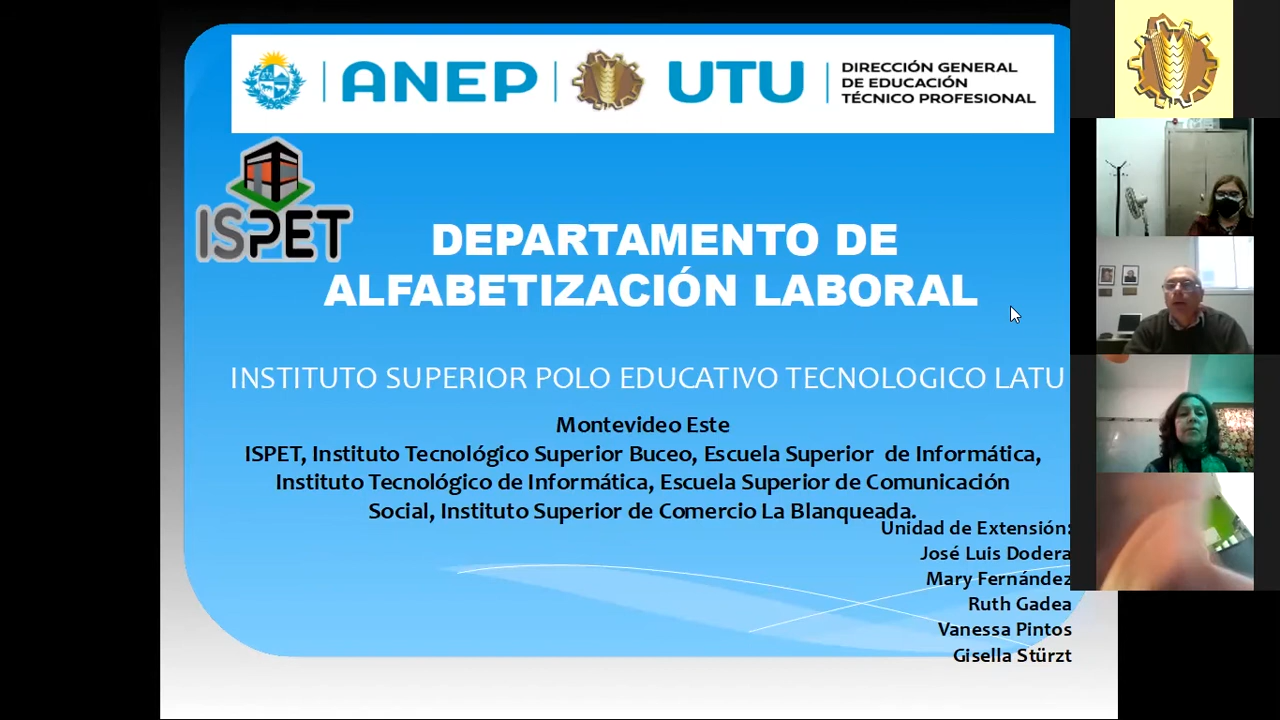 ANEP
UTU
DIRECCIÓN GENERAL
DE EDUCACIÓN
TÉCNICO PROFESIONAL
ISPET
DEPARTAMENTO DE
ALFABETIZACIÓN LABORAL
INSTITUTO SUPERIOR POLO EDUCATIVO TECNOLOGICO LATU
Montevideo Este
ISPET, Instituto Tecnológico Superior Buceo, Escuela Superior de Informática,
Instituto Tecnológico de Informática, Escuela Superior de Comunicación
Social, Instituto Superior de Comercio La Blanqueada.
Unidad de Extensión:
José Luis Dodera
Mary Fernández
Ruth Gadea
Vanessa Pintos
Gisella Stürzt